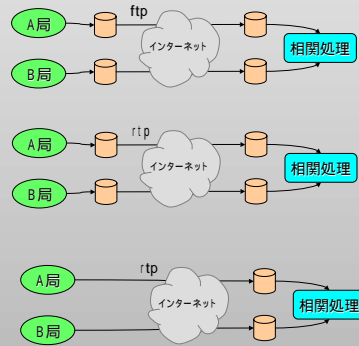 ftp
A局
インターネット
相関処理
B局
rtp
A局
インターネット
相関処理
B局
rtp
A局
インターネット
相関処理
B局